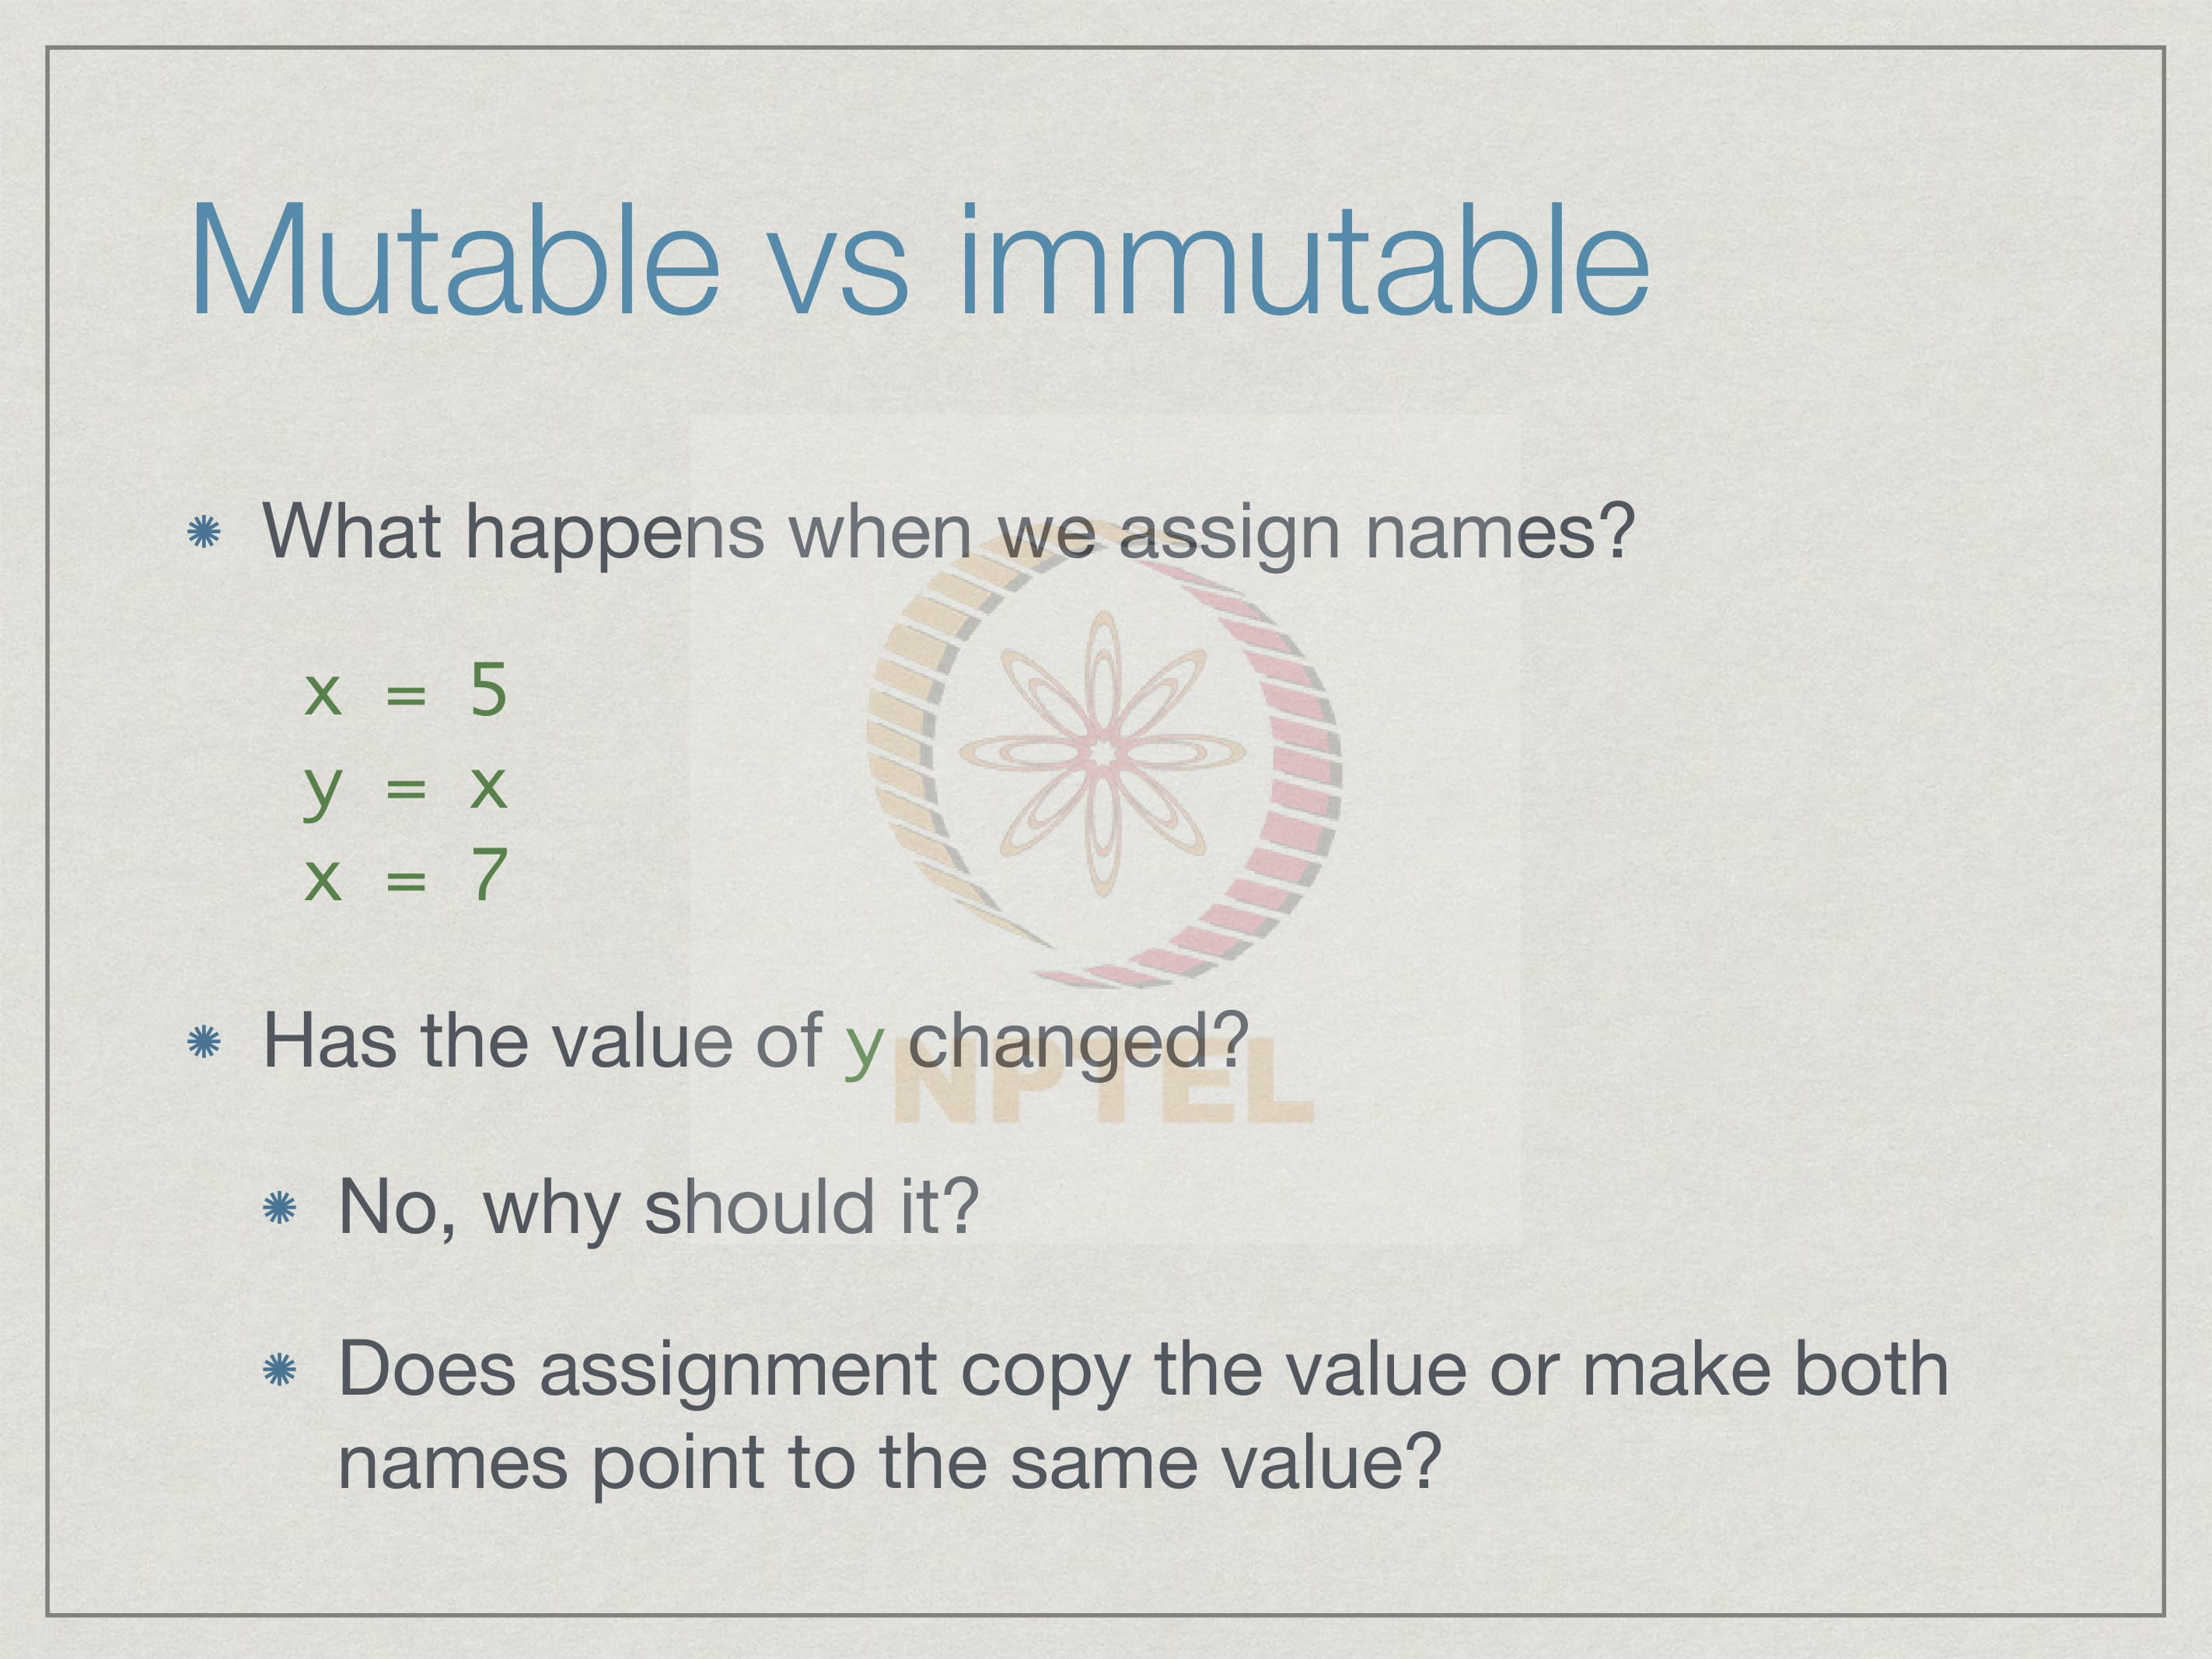 Mutable vs immutable
What happens when we assign names?
x = 5
y = x
x = 7
Has the value of y changed?
NPTEL
No, why should it?
Does assignment copy the value or make both
names point to the same value?